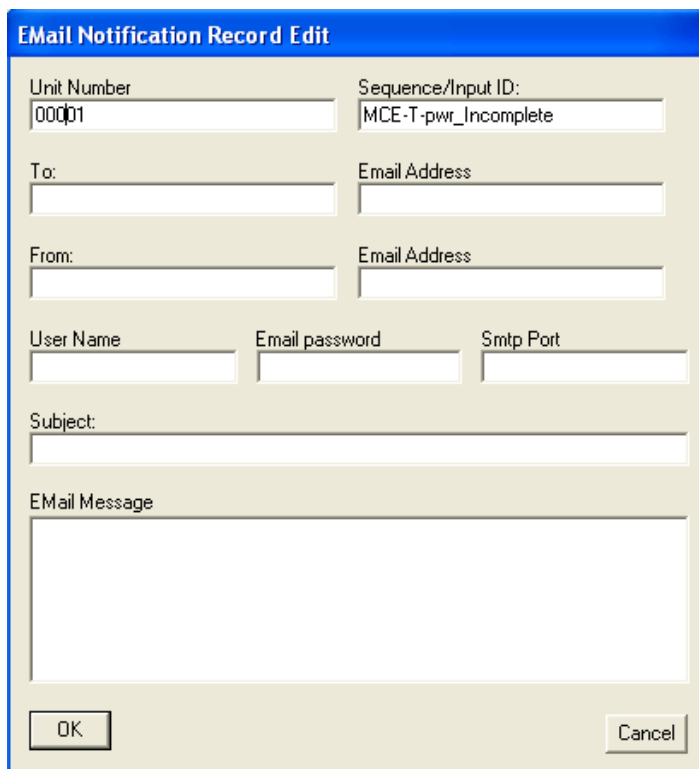 EMail Notification Record Edit
Unit Number Sequence/Input ID:
00001 MCE-T-pwr_Incomplete
To: Email Address
From: Email Address
User Name Email password Smtp Port
Subject:
EMail Message
OK Cancel